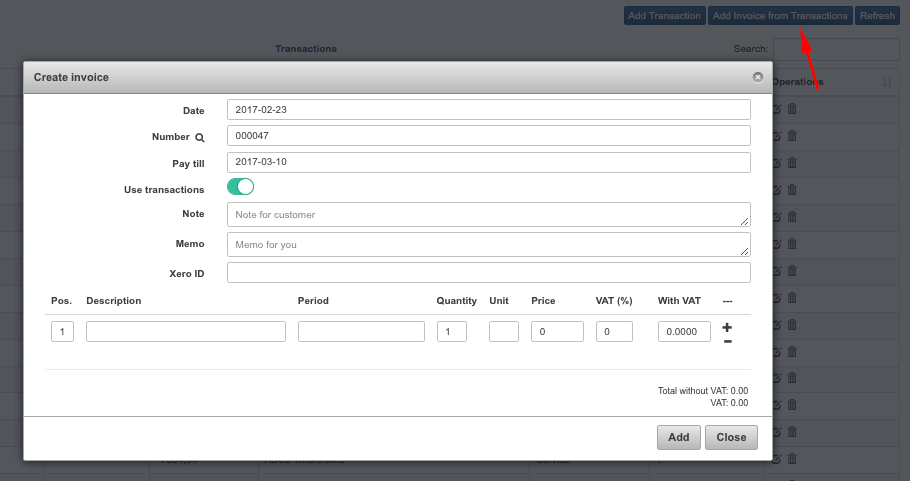 Add Transaction Add Invoice from Transactions Refresh
Transactions Search:
Create invoice
Operations
Date 2017-02-23
Number 000047
Pay till 2017-03-10
Use transactions
Note Note for customer
Memo Memo for you
Xero ID
Pos. Description Period Quantity Unit Price VAT (%) With VAT ---
1 1 0 0 0.0000
Total without VAT: 0.00
VAT: 0.00
Add Close